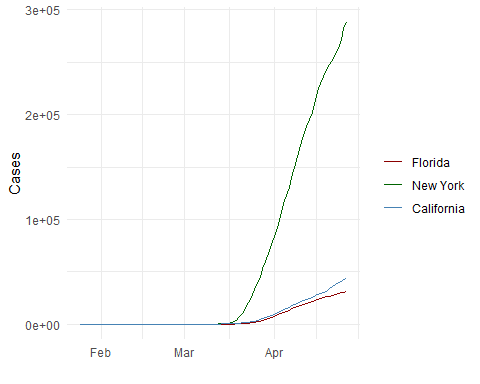 3e+05
2e+05
1e+05
0e+00
Cases
Feb Mar Apr
Florida
New York
California